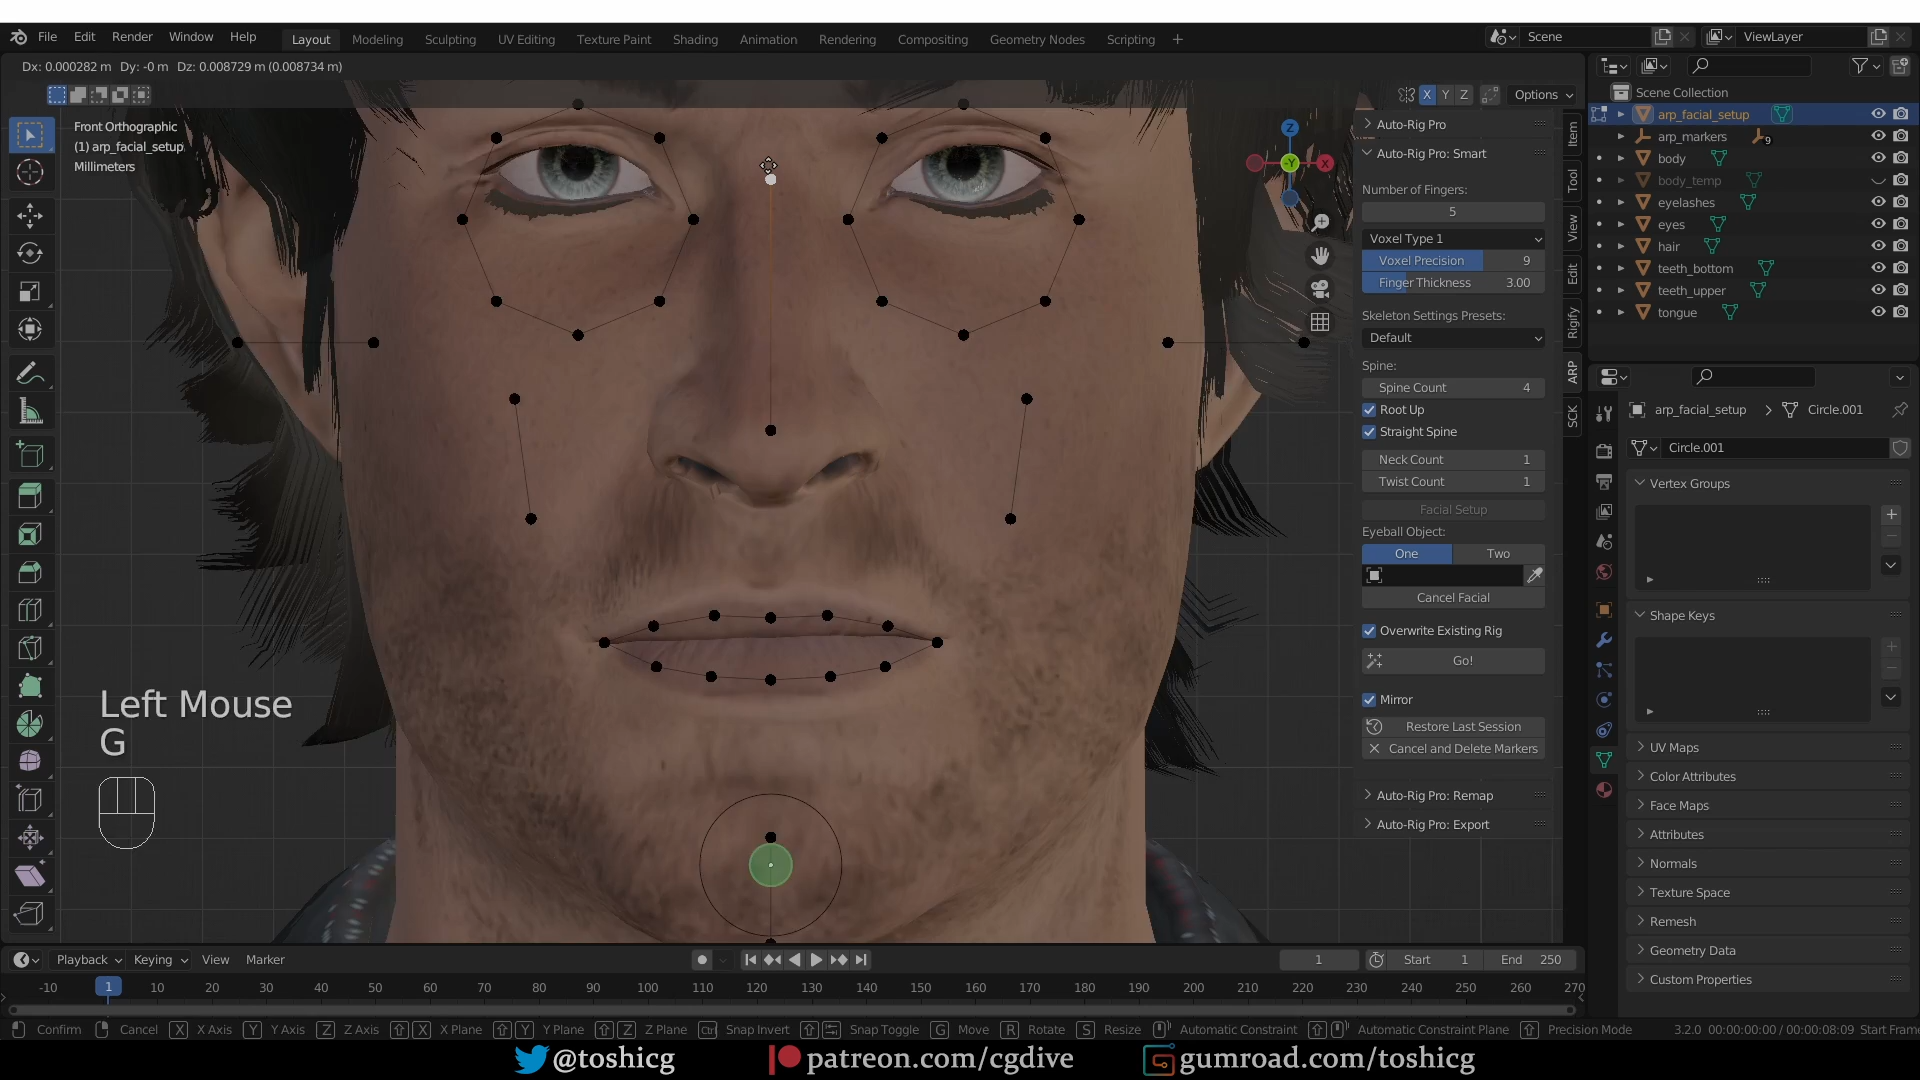 File Edit Render Window Help Layout Modeling Sculpting UV Editing Texture Paint Shading Animation Rendering Compositing Geometry Nodes Scripting + Scene ViewLayer
Dx: 0.000282 m Dy: -0 m Dz: 0.008729 m (0.008734 m)
X Y Z Options
Front Orthographic
(1) arp_facial_setup
Millimeters
Z
-Y
X
Item
Tool
View
Edit
Rigify
ARP
SCK
Auto-Rig Pro
Auto-Rig Pro: Smart
Number of Fingers:
5
Voxel Type 1
Voxel Precision 9
Finger Thickness 3.00
Skeleton Settings Presets:
Default
Spine:
Spine Count 4
Root Up
Straight Spine
Neck Count 1
Twist Count 1
Facial Setup
Eyeball Object:
One Two
Cancel Facial
Overwrite Existing Rig
Go!
Mirror
Restore Last Session
Cancel and Delete Markers
Auto-Rig Pro: Remap
Auto-Rig Pro: Export
Scene Collection
arp_facial_setup
arp_markers 9
body
body_temp
eyelashes
eyes
hair
teeth_bottom
teeth_upper
tongue
arp_facial_setup > Circle.001
Circle.001
Vertex Groups
Shape Keys
UV Maps
Color Attributes
Face Maps
Attributes
Normals
Texture Space
Remesh
Geometry Data
Custom Properties
Left Mouse
G
Playback Keying View Marker 1 Start 1 End 250
-10 1 10 20 30 40 50 60 70 80 90 100 110 120 130 140 150 160 170 180 190 200 210 220 230 240 250 260 270
Confirm Cancel X X Axis Y Y Axis Z Z Axis X X Plane Y Y Plane Z Z Plane Ctrl Snap Invert Snap Toggle G Move R Rotate S Resize Automatic Constraint Automatic Constraint Plane Precision Mode 3.2.0 00:00:00:00 / 00:00:08:09 Start Frame
@toshicg patreon.com/cgdive gumroad.com/toshicg